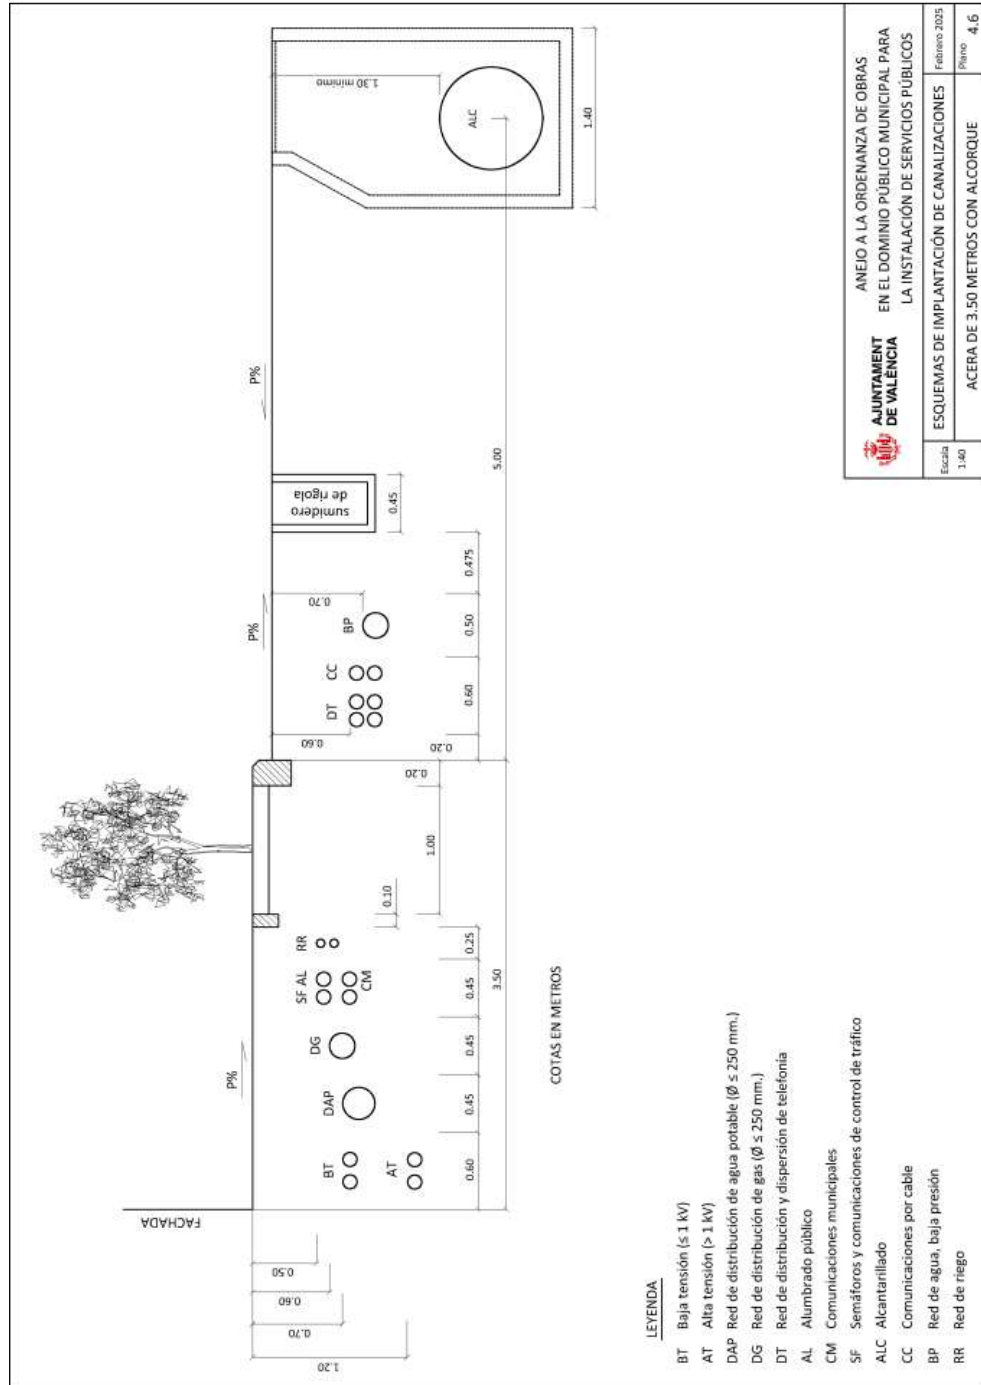 FACHADA
P%
P%
P%
BT
AT
DAP
DG
SF AL
CM
RR
DT
CC
BP
sumidero
de rigola
ALC
0.50
0.60
0.70
1.20
0.60
0.45
0.45
0.45
0.25
0.10
1.00
0.20
0.20
0.60
0.70
0.60
0.50
0.475
0.45
1.30 mínimo
1.40
3.50
5.00
COTAS EN METROS
LEYENDA
BT Baja tensión (≤ 1 kV)
AT Alta tensión (> 1 kV)
DAP Red de distribución de agua potable (Ø ≤ 250 mm.)
DG Red de distribución de gas (Ø ≤ 250 mm.)
DT Red de distribución y dispersión de telefonía
AL Alumbrado público
CM Comunicaciones municipales
SF Semáforos y comunicaciones de control de tráfico
ALC Alcantarillado
CC Comunicaciones por cable
BP Red de agua, baja presión
RR Red de riego
AJUNTAMENT
DE VALÈNCIA
ANEJO A LA ORDENANZA DE OBRAS
EN EL DOMINIO PÚBLICO MUNICIPAL PARA
LA INSTALACIÓN DE SERVICIOS PÚBLICOS
Escala
1:40
ESQUEMAS DE IMPLANTACIÓN DE CANALIZACIONES
ACERA DE 3.50 METROS CON ALCORQUE
Febrero 2025
Plano 4.6